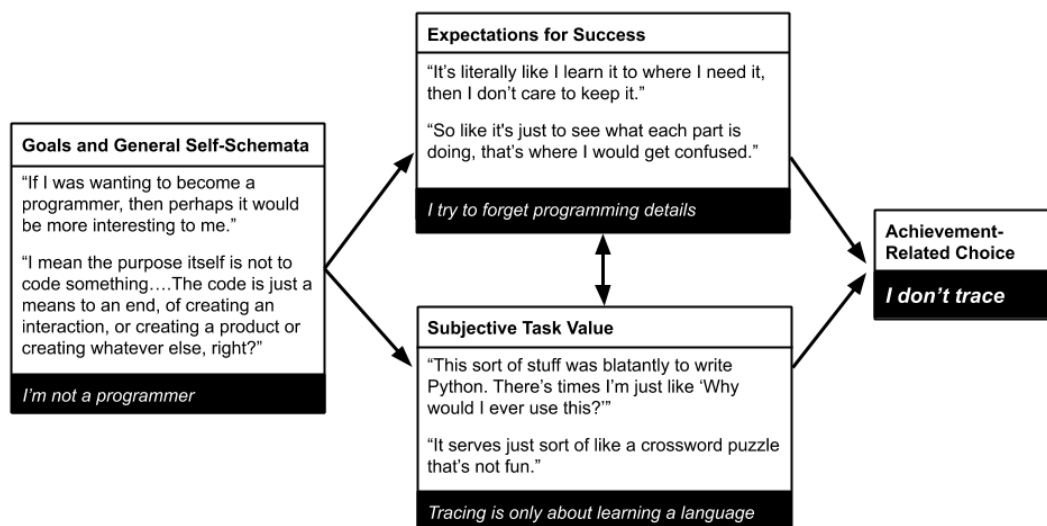 Goals and General Self-Schemata
“If I was wanting to become a
programmer, then perhaps it would
be more interesting to me.”
“I mean the purpose itself is not to
code something….The code is just a
means to an end, of creating an
interaction, or creating a product or
creating whatever else, right?”
I’m not a programmer
Expectations for Success
“It’s literally like I learn it to where I need it,
then I don’t care to keep it.”
“So like it's just to see what each part is
doing, that’s where I would get confused.”
I try to forget programming details
Subjective Task Value
“This sort of stuff was blatantly to write
Python. There’s times I’m just like ‘Why
would I ever use this?’”
“It serves just sort of like a crossword puzzle
that’s not fun.”
Tracing is only about learning a language
Achievement-
Related Choice
I don’t trace